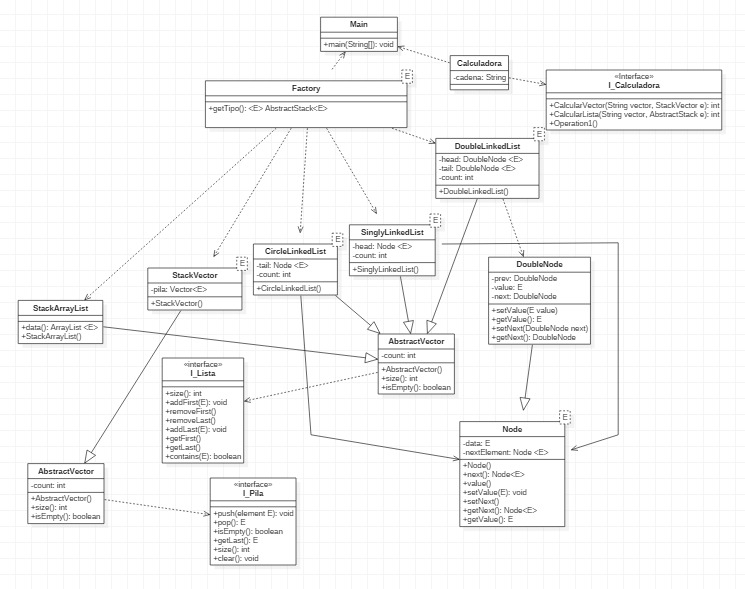 Main
+main(String[]): void
Calculadora
-cadena: String
«Interface»
I_Calculadora
+CalcularVector(String vector, StackVector e): int
+CalcularLista(String vector, AbstractStack e): int
+Operation1()
E
Factory
+getTipo(): <E> AbstractStack<E>
E
DoubleLinkedList
-head: DoubleNode <E>
-tail: DoubleNode <E>
-count: int
+DoubleLinkedList()
E
SinglyLinkedList
-head: Node <E>
-count: int
+SinglyLinkedList()
E
CircleLinkedList
-tail: Node <E>
-count: int
+CircleLinkedList()
E
StackVector
-pila: Vector<E>
+StackVector()
DoubleNode
-prev: DoubleNode
-value: E
-next: DoubleNode
+setValue(E value)
+getValue(): E
+setNext(DoubleNode next)
+getNext(): DoubleNode
StackArrayList
+data(): ArrayList <E>
+StackArrayList()
AbstractVector
-count: int
+AbstractVector()
+size(): int
+isEmpty(): boolean
«interface»
I_Lista
+size(): int
+addFirst(E): void
+removeFirst()
+removeLast()
+addLast(E): void
+getFirst()
+getLast()
+contains(E): boolean
E
Node
-data: E
-nextElement: Node <E>
+Node()
+next(): Node<E>
+value()
+setValue(E): void
+setNext()
+getNext(): Node<E>
+getValue(): E
AbstractVector
-count: int
+AbstractVector()
+size(): int
+isEmpty(): boolean
«interface»
I_Pila
+push(element E): void
+pop(): E
+isEmpty(): boolean
+getLast(): E
+size(): int
+clear(): void